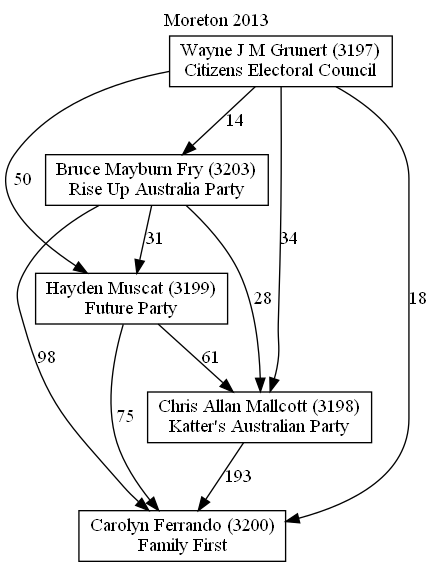 Moreton 2013
Wayne J M Grunert (3197)
Citizens Electoral Council
14
Bruce Mayburn Fry (3203)
Rise Up Australia Party
50
31
34
Hayden Muscat (3199)
Future Party
28
18
98
61
75
Chris Allan Mallcott (3198)
Katter's Australian Party
193
Carolyn Ferrando (3200)
Family First